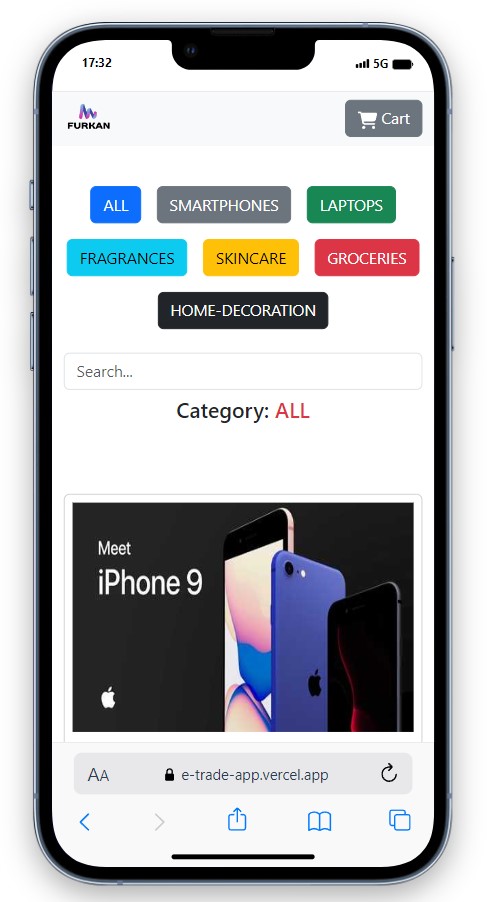 17:32 5G
FURKAN Cart
ALL SMARTPHONES LAPTOPS
FRAGRANCES SKINCARE GROCERIES
HOME-DECORATION
Search...
Category: ALL
Meet
iPhone 9
AA e-trade-app.vercel.app